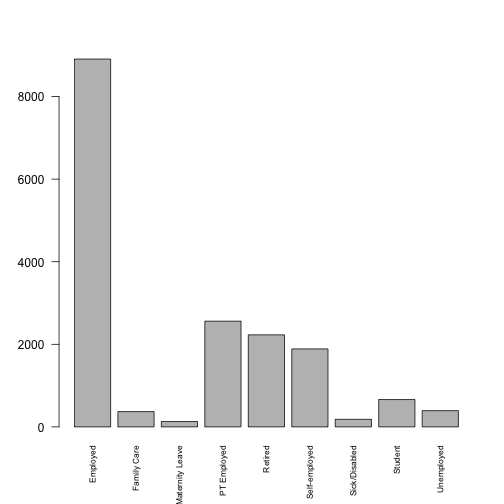 8000
6000
4000
2000
0
Employed
Family Care
Maternity Leave
PT Employed
Retired
Self-employed
Sick/Disabled
Student
Unemployed